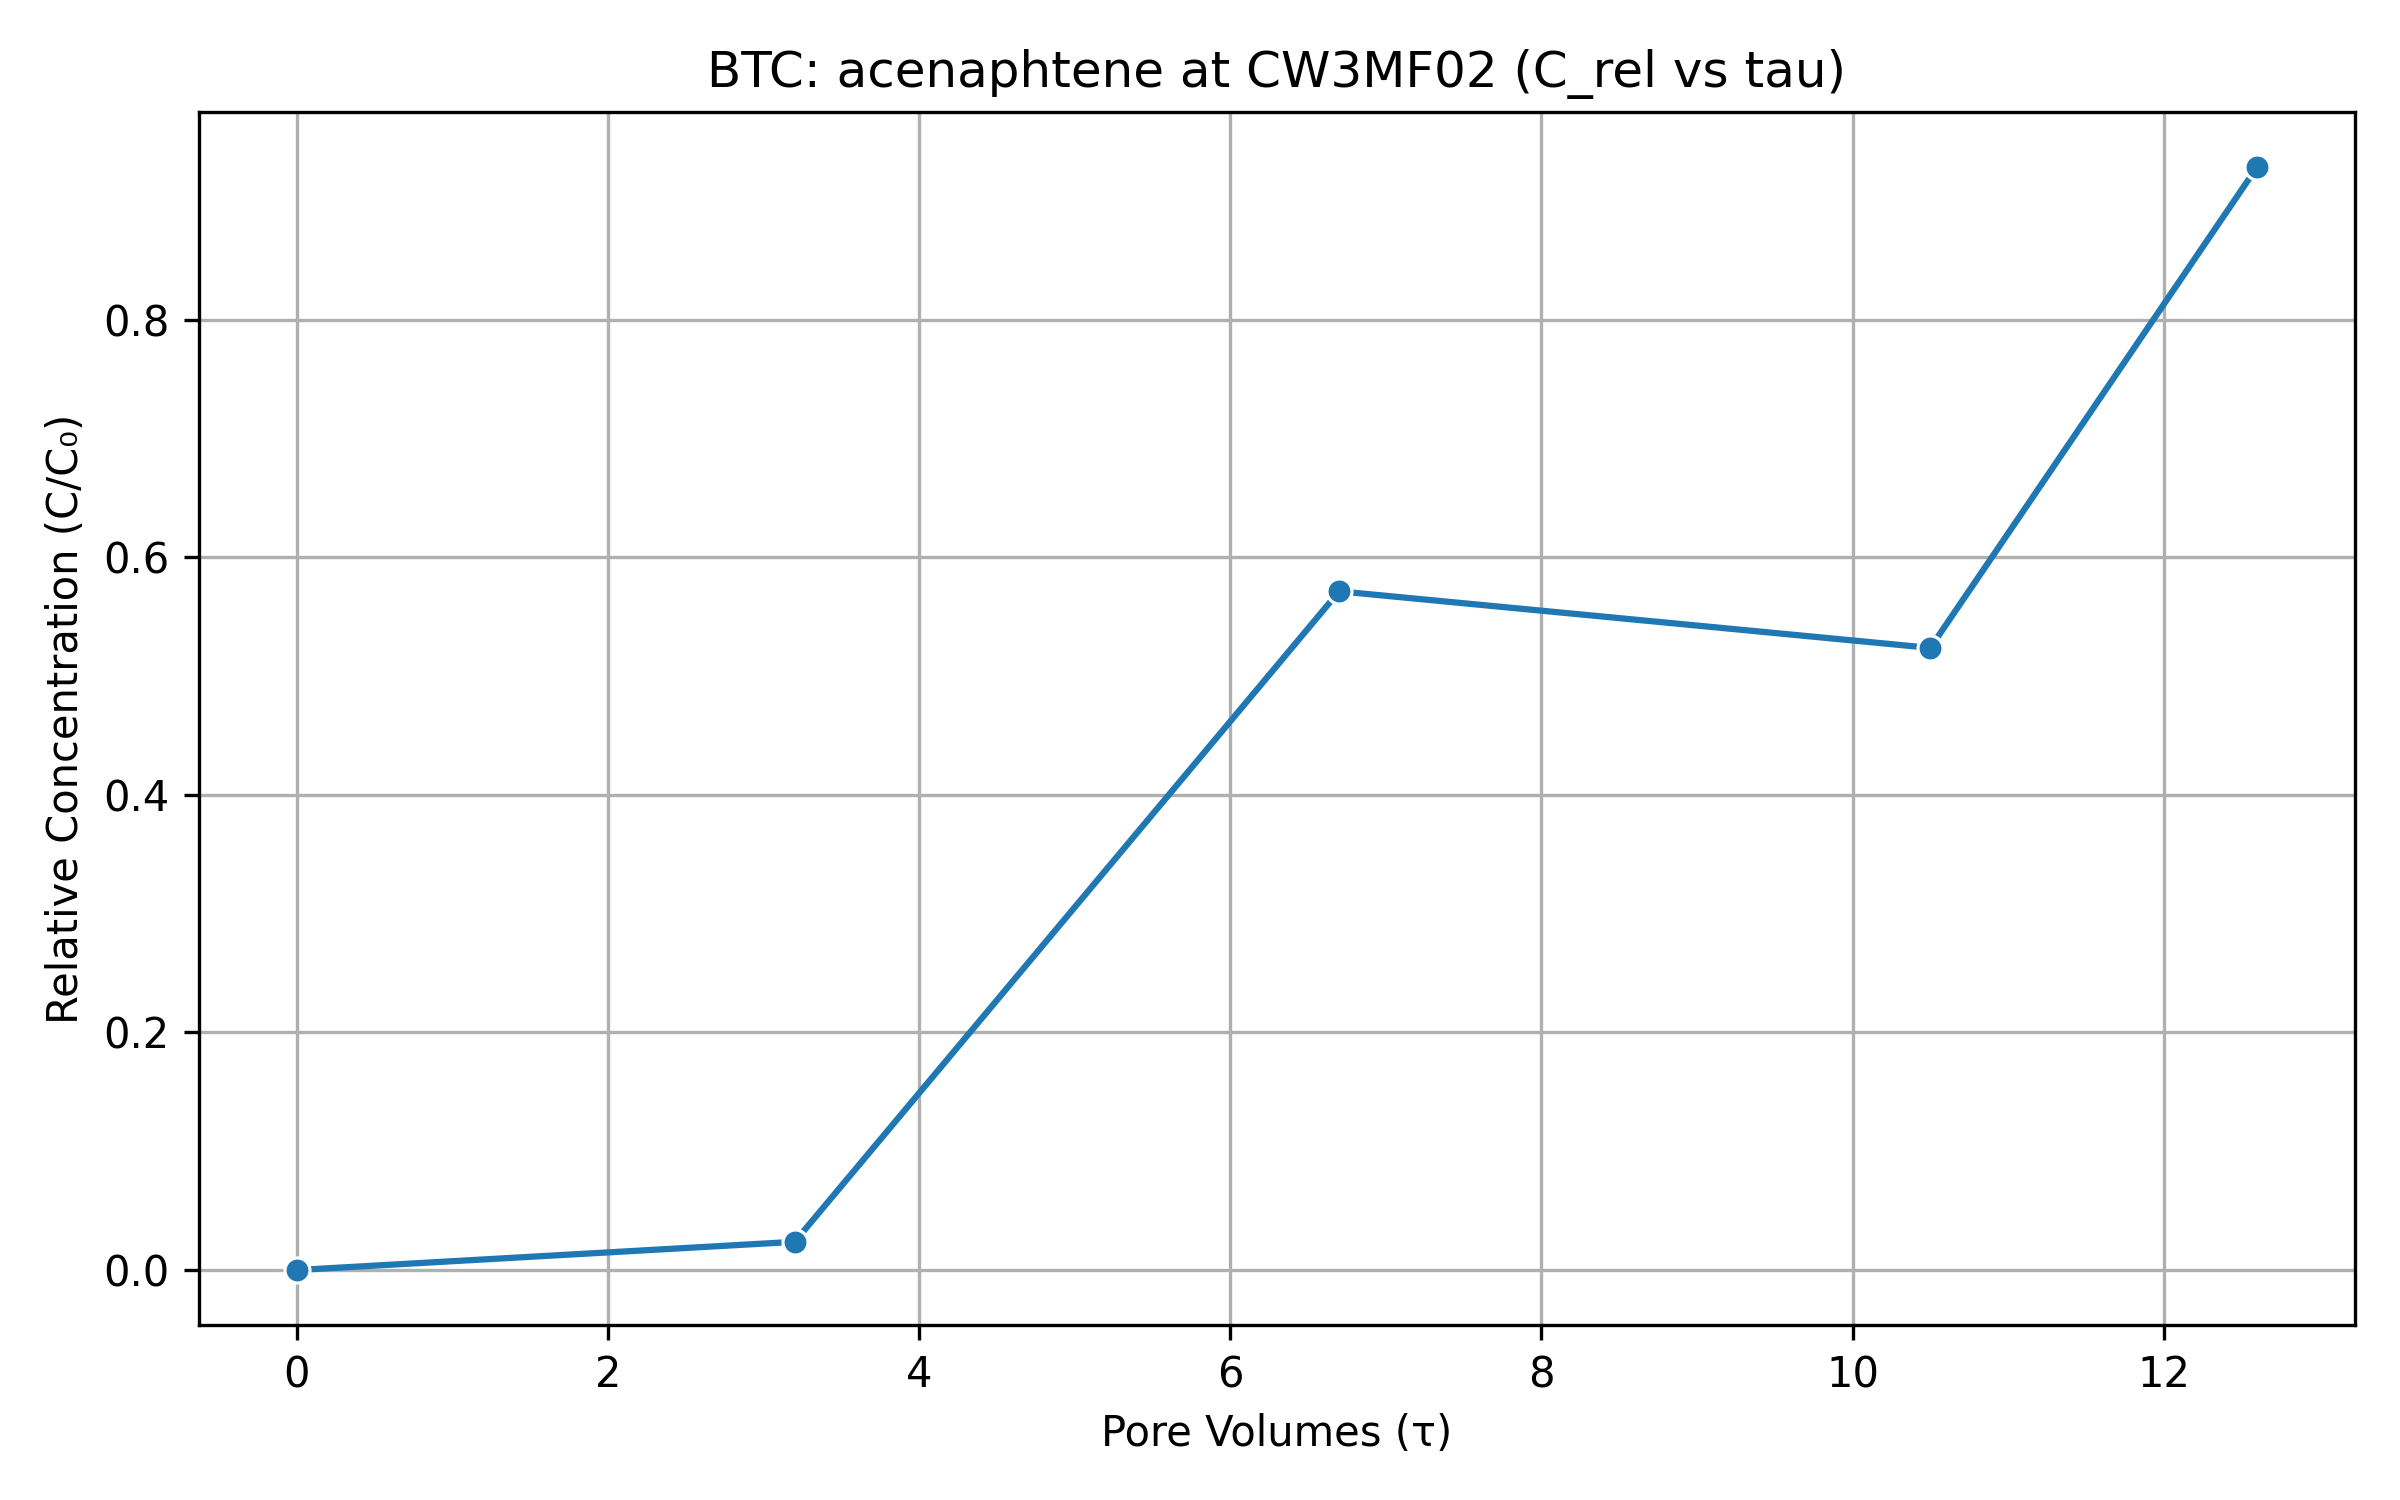 BTC: acenaphtene at CW3MF02 (C_rel vs tau)
Relative Concentration (C/C₀)
0.8
0.6
0.4
0.2
0.0
0 2 4 6 8 10 12
Pore Volumes (τ)